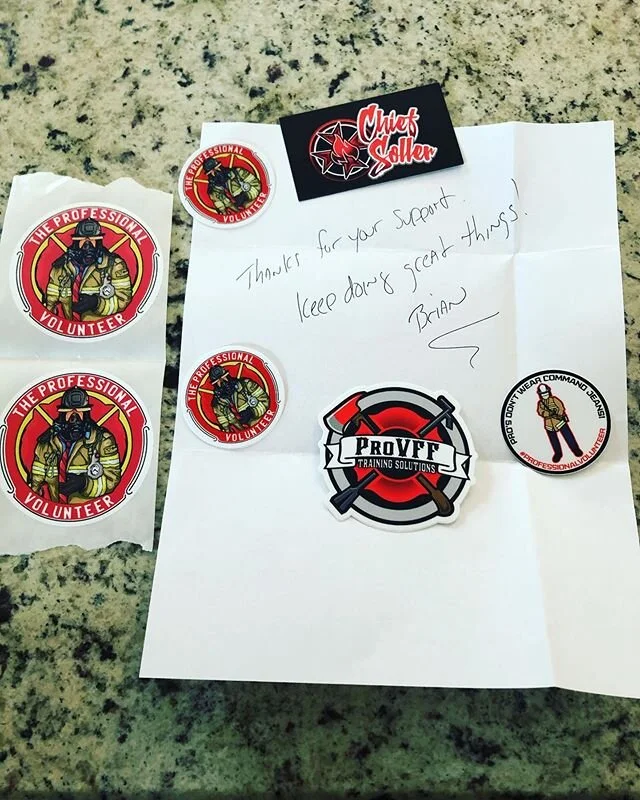 Chief
Soller
THE PROFESSIONAL
VOLUNTEER
Thanks for your support.
keep doing great things!
Brian
THE PROFESSIONAL
VOLUNTEER
THE PROFESSIONAL
VOLUNTEER
THE PROFESSIONAL
VOLUNTEER
PROVFF
TRAINING SOLUTIONS
PRO'S DON'T WEAR COMMAND JEANS!
#PROFESSIONALVOLUNTEER